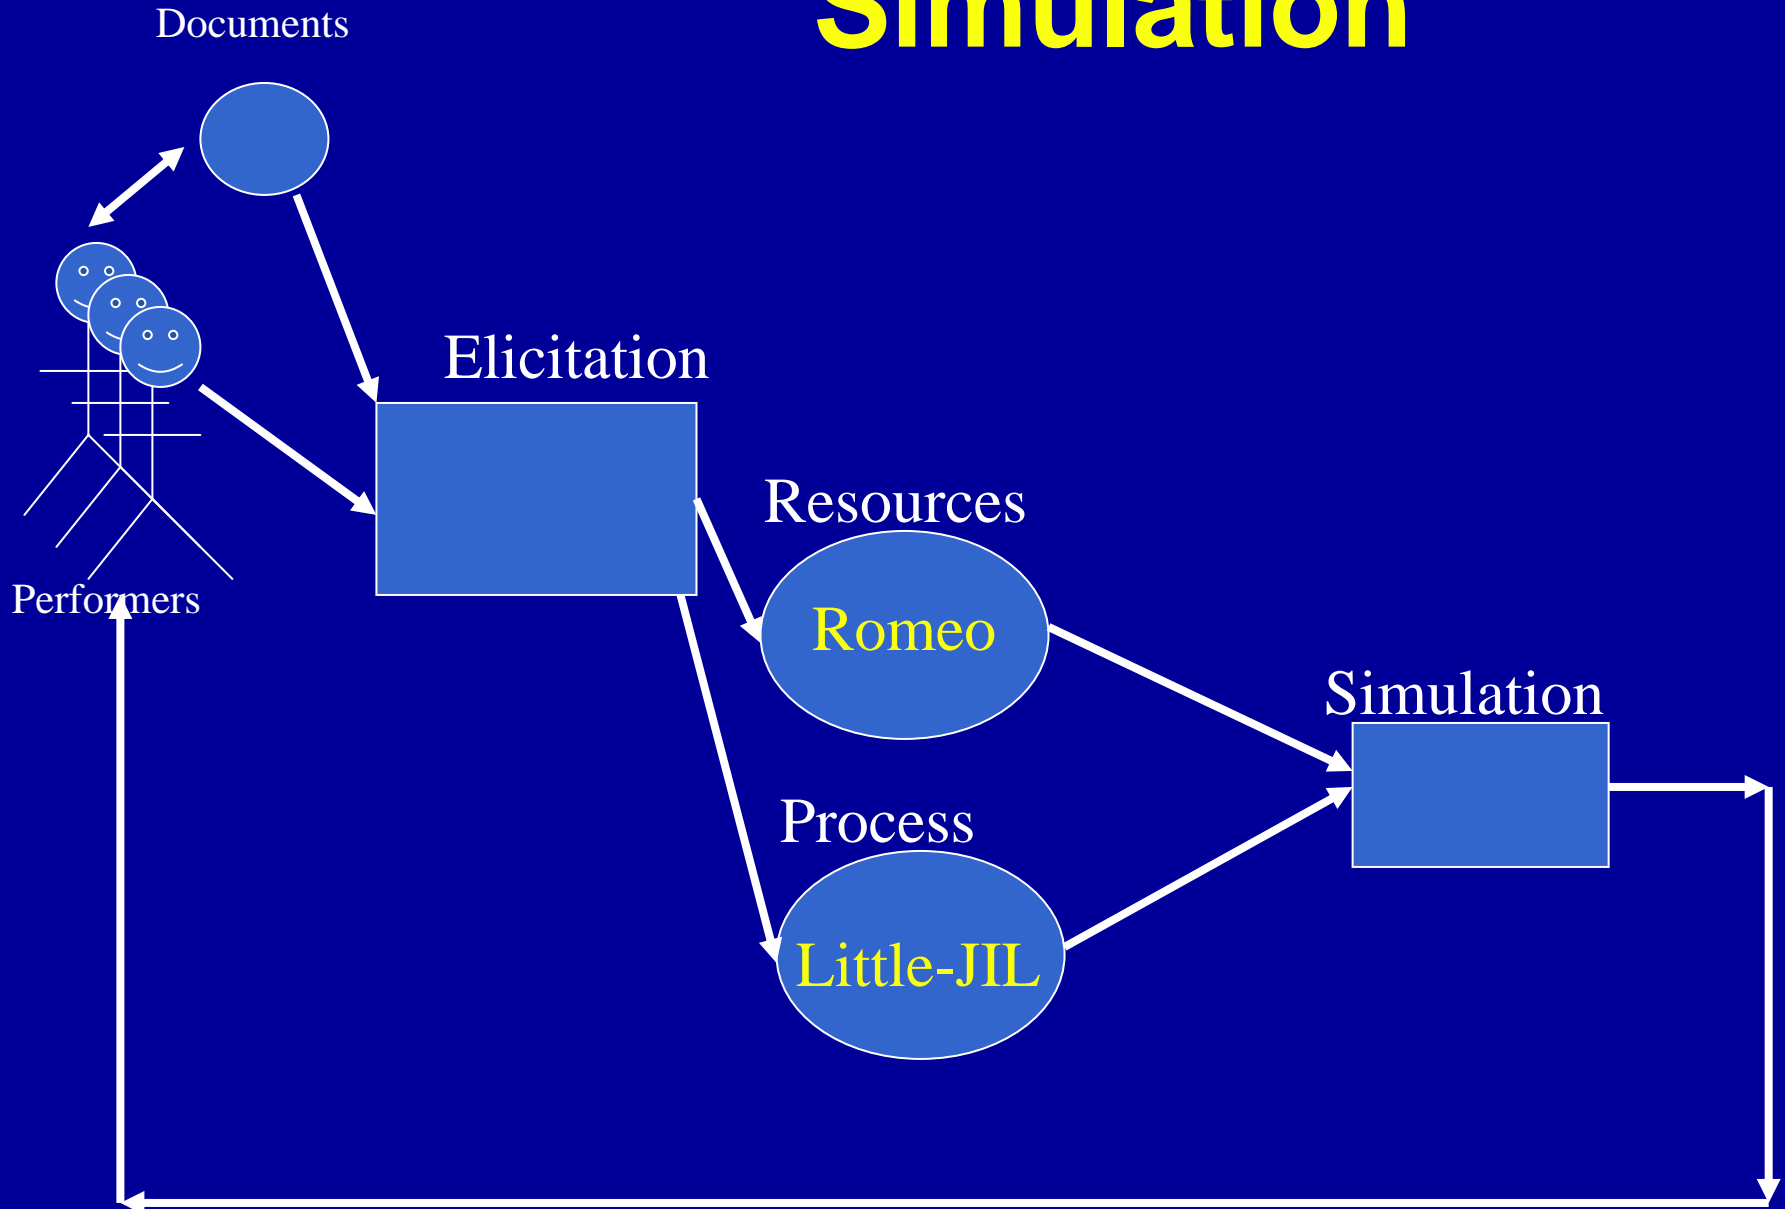 Simulation
Documents
Elicitation
Resources
Performers
Romeo
Simulation
Process
Little-JIL